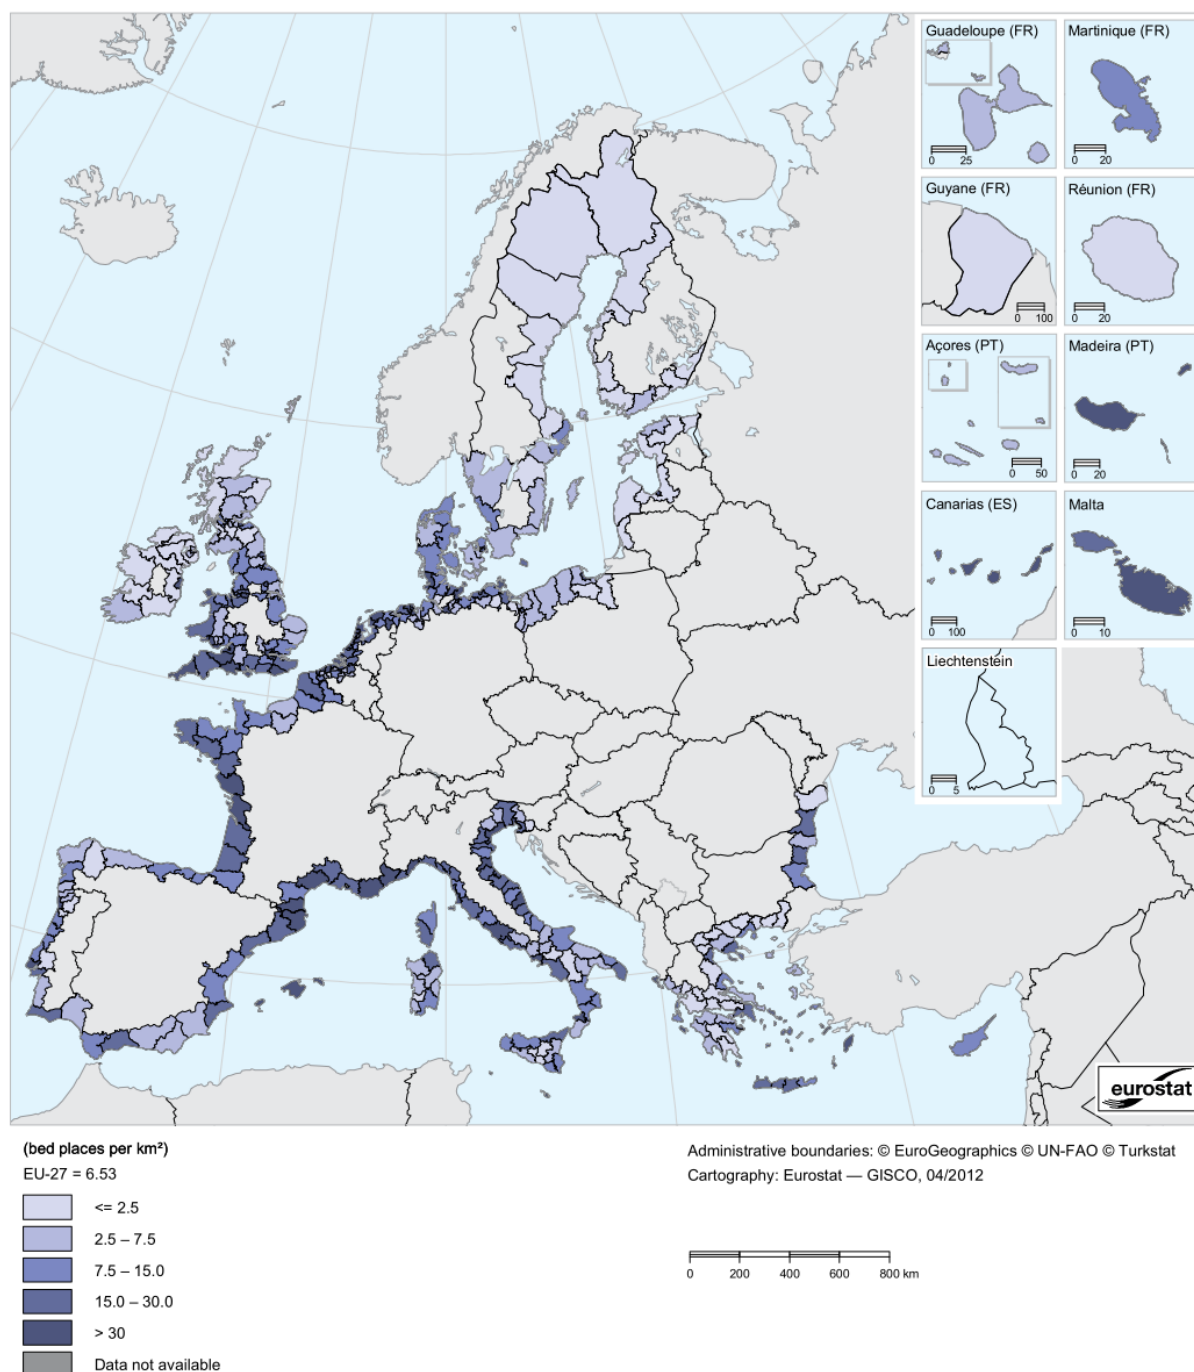 Guadeloupe (FR)
0 25
Martinique (FR)
0 20
Guyane (FR)
0 100
Réunion (FR)
0 20
Açores (PT)
0 50
Madeira (PT)
0 20
Canarias (ES)
0 100
Malta
0 10
Liechtenstein
0 5
eurostat
(bed places per km²)
EU-27 = 6.53
<= 2.5
2.5 – 7.5
7.5 – 15.0
15.0 – 30.0
> 30
Data not available
Administrative boundaries: © EuroGeographics © UN-FAO © Turkstat
Cartography: Eurostat — GISCO, 04/2012
0 200 400 600 800 km